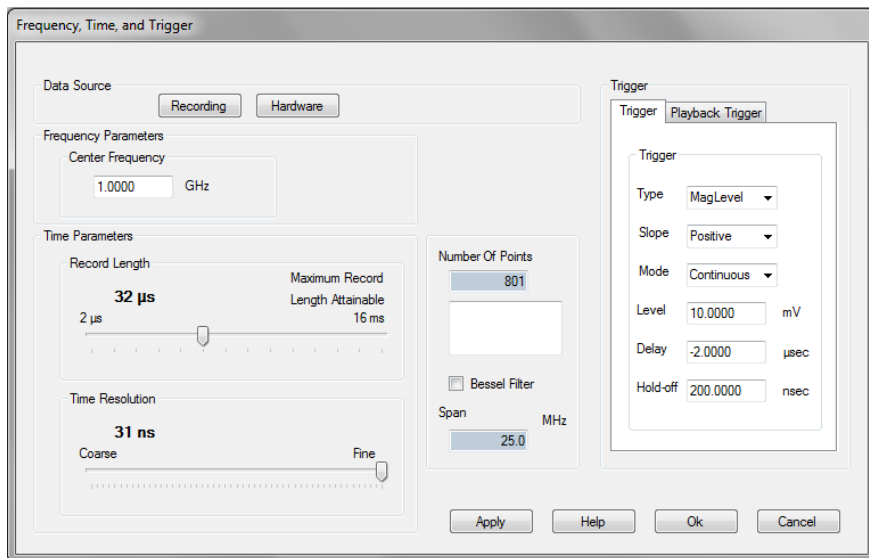 Frequency, Time, and Trigger
Data Source
Recording
Hardware
Frequency Parameters
Center Frequency
1.0000 GHz
Time Parameters
Record Length
32 µs
Maximum Record
Length Attainable
2 µs
16 ms
Time Resolution
31 ns
Coarse
Fine
Number Of Points
801
Bessel Filter
Span
MHz
25.0
Trigger
Trigger
Playback Trigger
Trigger
Type MagLevel
Slope Positive
Mode Continuous
Level 10.0000 mV
Delay -2.0000 µsec
Hold-off 200.0000 nsec
Apply
Help
Ok
Cancel